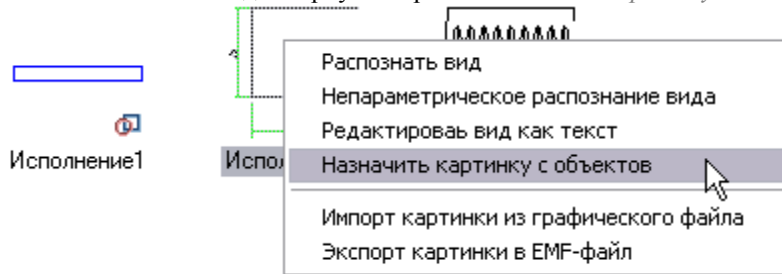 Распознать вид
Непараметрическое распознание вида
Редактироваь вид как текст
Исполнение1
Испол
Назначить картинку с объектов
Импорт картинки из графического файла
Экспорт картинки в EMF-файл